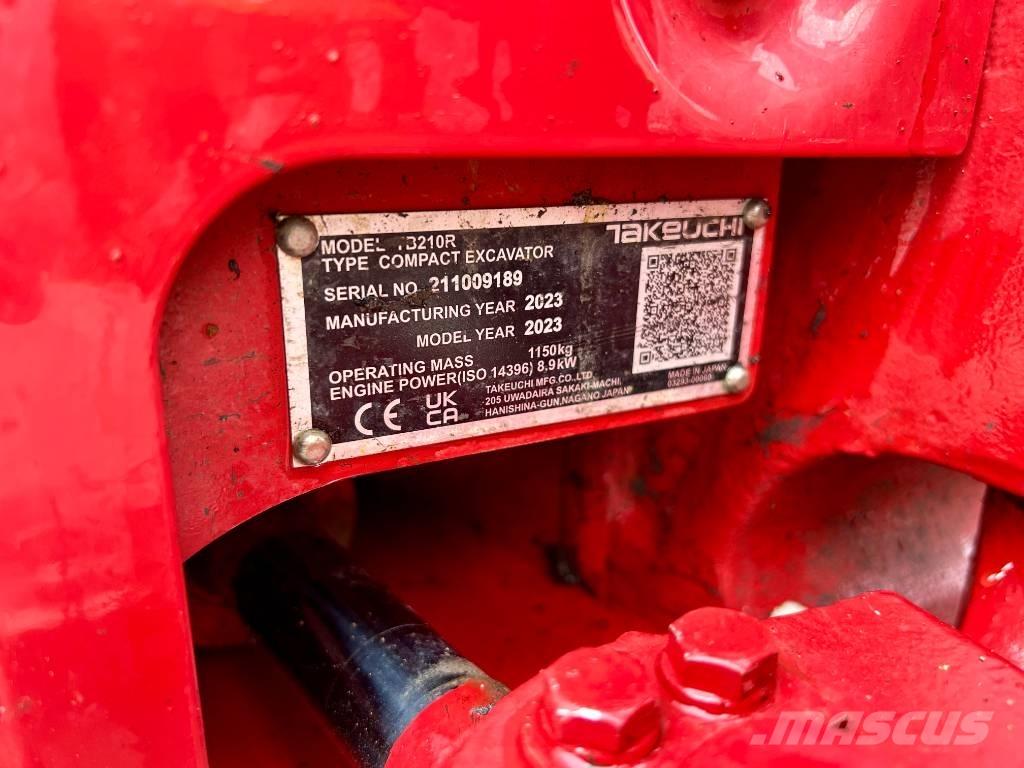 TAKEUCHI
MODEL TB210R
TYPE COMPACT EXCAVATOR
SERIAL NO. 211009189
MANUFACTURING YEAR 2023
MODEL YEAR 2023
OPERATING MASS 1150kg
ENGINE POWER(ISO 14396) 8.9kW
TAKEUCHI MFG.CO.,LTD.
205 UWADAIRA SAKAKI-MACHI,
HANISHINA-GUN,NAGANO JAPAN
CE UK
CA
MADE IN JAPAN
03293-00060
MASCUS